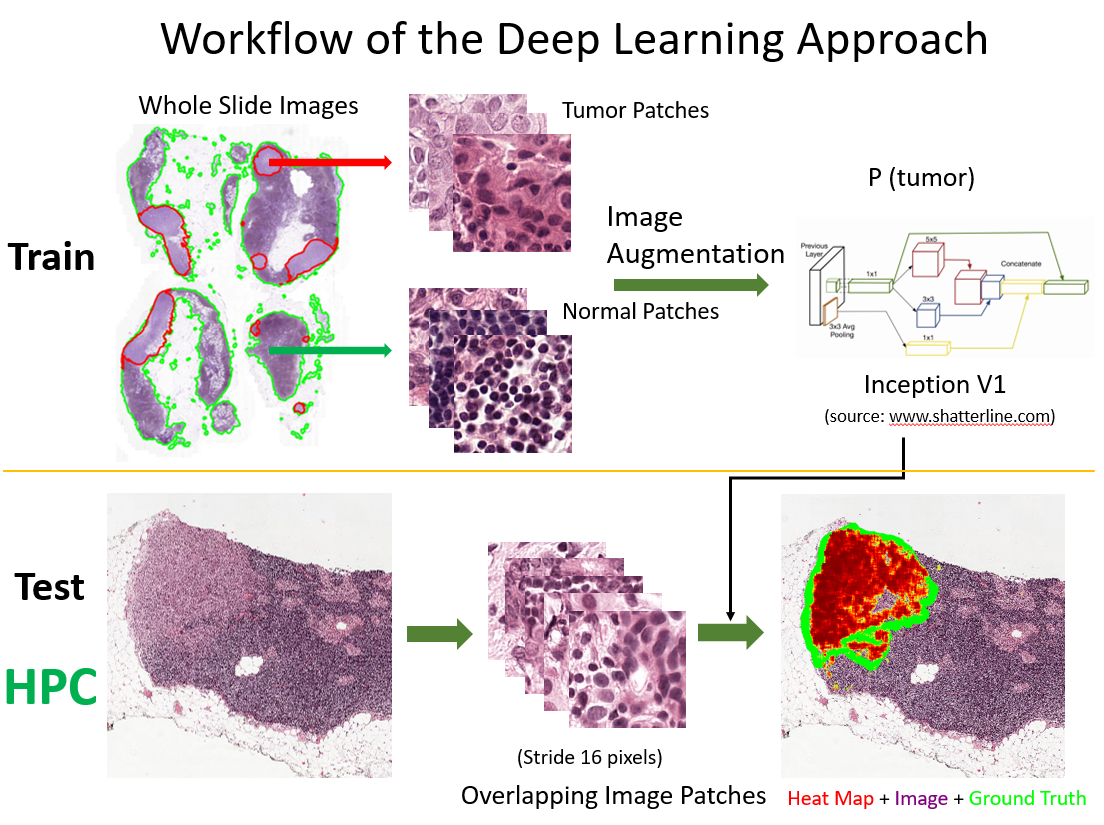 Workflow of the Deep Learning Approach
Whole Slide Images
Tumor Patches
P (tumor)
Image
Augmentation
Train
Normal Patches
Previous
Layer
1x1
5x5
Concatenate
3x3
3x3 Avg
Pooling
1x1
Inception V1
(source: www.shatterline.com)
Test
HPC
(Stride 16 pixels)
Overlapping Image Patches
Heat Map + Image + Ground Truth